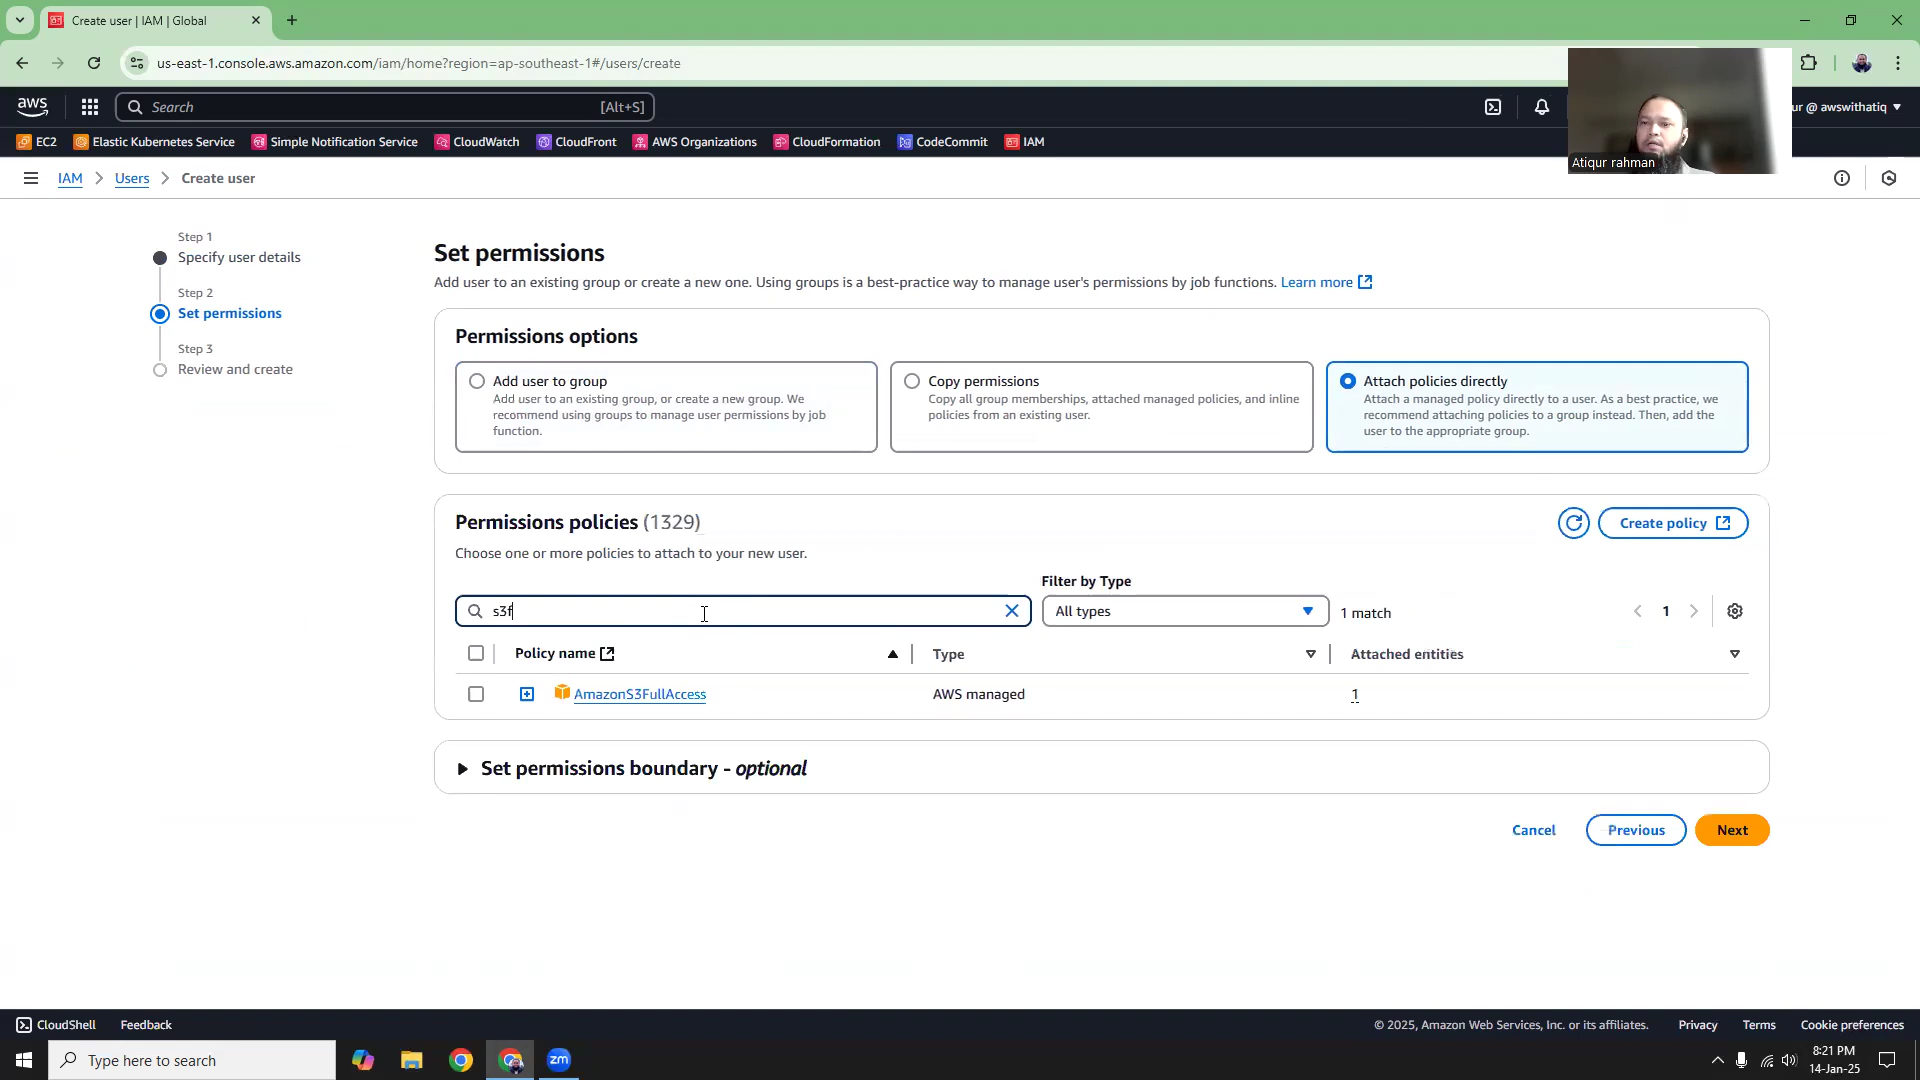 Create user | IAM | Global
us-east-1.console.aws.amazon.com/iam/home?region=ap-southeast-1#/users/create
aws
Search
[Alt+S]
ur @ awswithatiq
EC2
Elastic Kubernetes Service
Simple Notification Service
CloudWatch
CloudFront
AWS Organizations
CloudFormation
CodeCommit
IAM
Atiqur rahman
IAM
Users
Create user
Step 1
Specify user details
Step 2
Set permissions
Step 3
Review and create
Set permissions
Add user to an existing group or create a new one. Using groups is a best-practice way to manage user's permissions by job functions. Learn more
Permissions options
Add user to group
Add user to an existing group, or create a new group. We
recommend using groups to manage user permissions by job
function.
Copy permissions
Copy all group memberships, attached managed policies, and inline
policies from an existing user.
Attach policies directly
Attach a managed policy directly to a user. As a best practice, we
recommend attaching policies to a group instead. Then, add the
user to the appropriate group.
Permissions policies (1329)
Create policy
Choose one or more policies to attach to your new user.
Filter by Type
s3f
All types
1 match
1
Policy name
Type
Attached entities
AmazonS3FullAccess
AWS managed
1
Set permissions boundary - optional
Cancel
Previous
Next
CloudShell
Feedback
© 2025, Amazon Web Services, Inc. or its affiliates.
Privacy
Terms
Cookie preferences
Type here to search
zm
8:21 PM
14-Jan-25